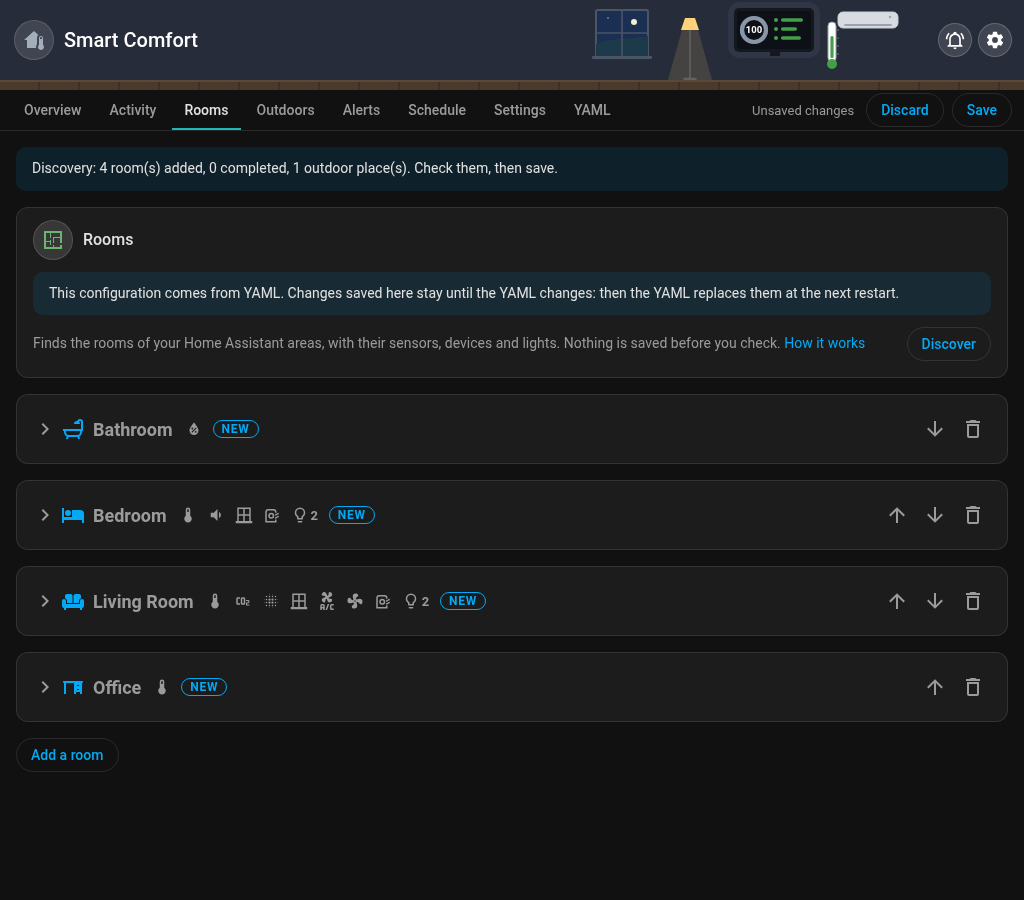 Smart Comfort
100
Overview Activity Rooms Outdoors Alerts Schedule Settings YAML Unsaved changes Discard Save
Discovery: 4 room(s) added, 0 completed, 1 outdoor place(s). Check them, then save.
Rooms
This configuration comes from YAML. Changes saved here stay until the YAML changes: then the YAML replaces them at the next restart.
Finds the rooms of your Home Assistant areas, with their sensors, devices and lights. Nothing is saved before you check. How it works Discover
Bathroom NEW
Bedroom 2 NEW
Living Room CO2 A/C 2 NEW
Office NEW
Add a room